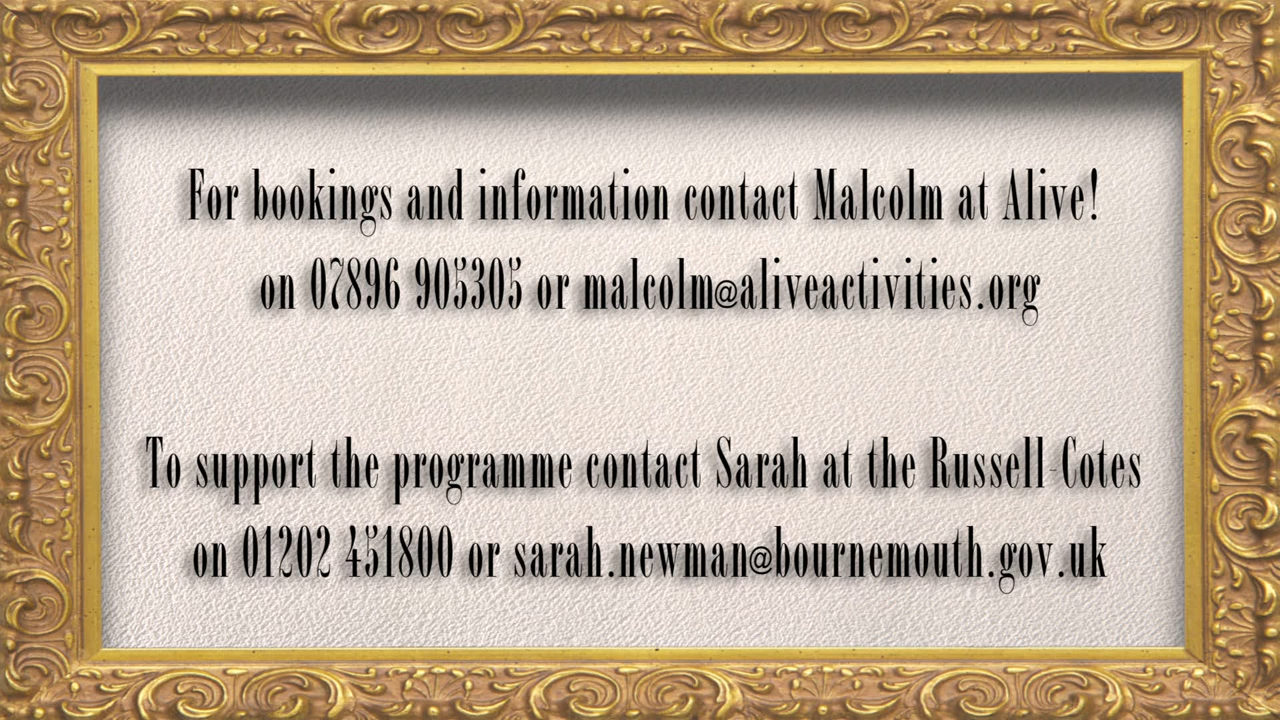 For bookings and information contact Malcolm at Alive!
on 07896 905305 or malcolm@aliveactivities.org
To support the programme contact Sarah at the Russell-Cotes
on 01202 451800 or sarah.newman@bournemouth.gov.uk